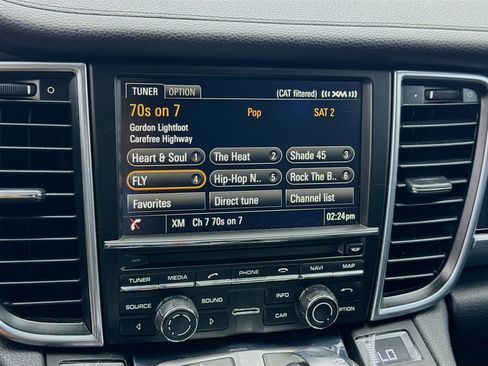 TUNER OPTION (CAT filtered) ((XM))
70s on 7 Pop SAT 2
Gordon Lightfoot
Carefree Highway
Heart & Soul 1 The Heat 2 Shade 45 3
FLY 4 Hip-Hop N.. 5 Rock The B.. 6
Favorites Direct tune Channel list
XM Ch 7 70s on 7 02:24pm
TUNER MEDIA PHONE NAVI MAP
SOURCE SOUND INFO
CAR OPTION